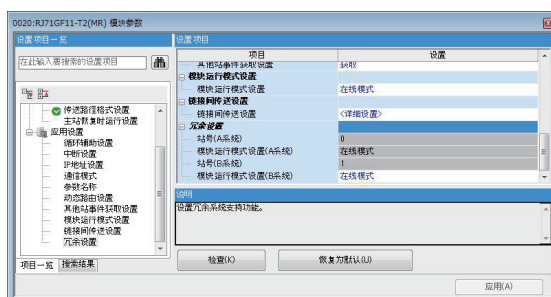 0020:RJ71GF11-T2(MR) 模块参数
设置项目一览
在此输入要搜索的设置项目
传送路径格式设置
主站恢复时运行设置
应用设置
循环辅助设置
中断设置
IP地址设置
通信模式
参数名称
动态路由设置
其他站事件获取设置
模块运行模式设置
链接间传送设置
冗余设置
项目一览 搜索结果
设置项目
项目 设置
其他站事件获取设置 获取
模块运行模式设置
模块运行模式设置 在线模式
链接间传送设置
链接间传送设置 <详细设置>
冗余设置
站号(A系统) 0
模块运行模式设置(A系统) 在线模式
站号(B系统) 1
模块运行模式设置(B系统) 在线模式
说明
设置冗余系统支持功能。
检查(K) 恢复为默认(U)
应用(A)